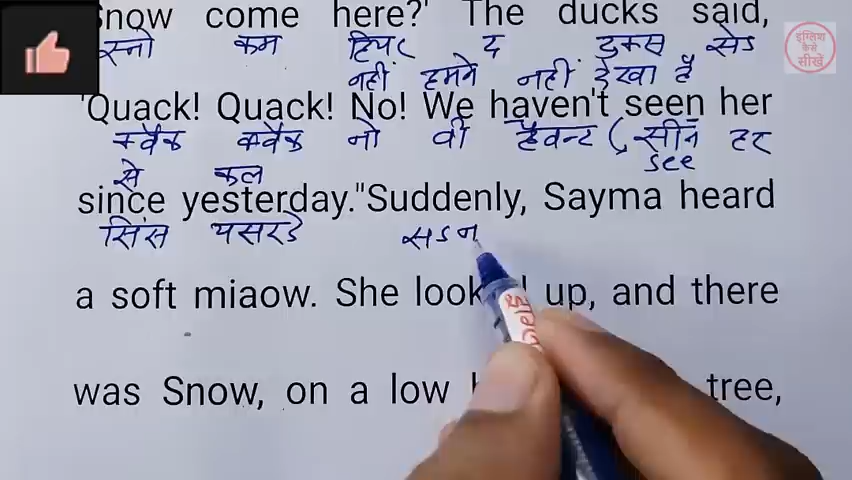 Snow come here?' The ducks said,
स्नो कम हियर द डक्स सेड
नहीं हमने नहीं देखा है
'Quack! Quack! No! We haven't seen her
क्वैक क्वैक नो वी हैवन्ट (सीन हर
see
से कल
since yesterday."Suddenly, Sayma heard
सिंस यसरडे सडन
a soft miaow. She look up, and there
was Snow, on a low tree,
इंग्लिश
कैसे
सीखें